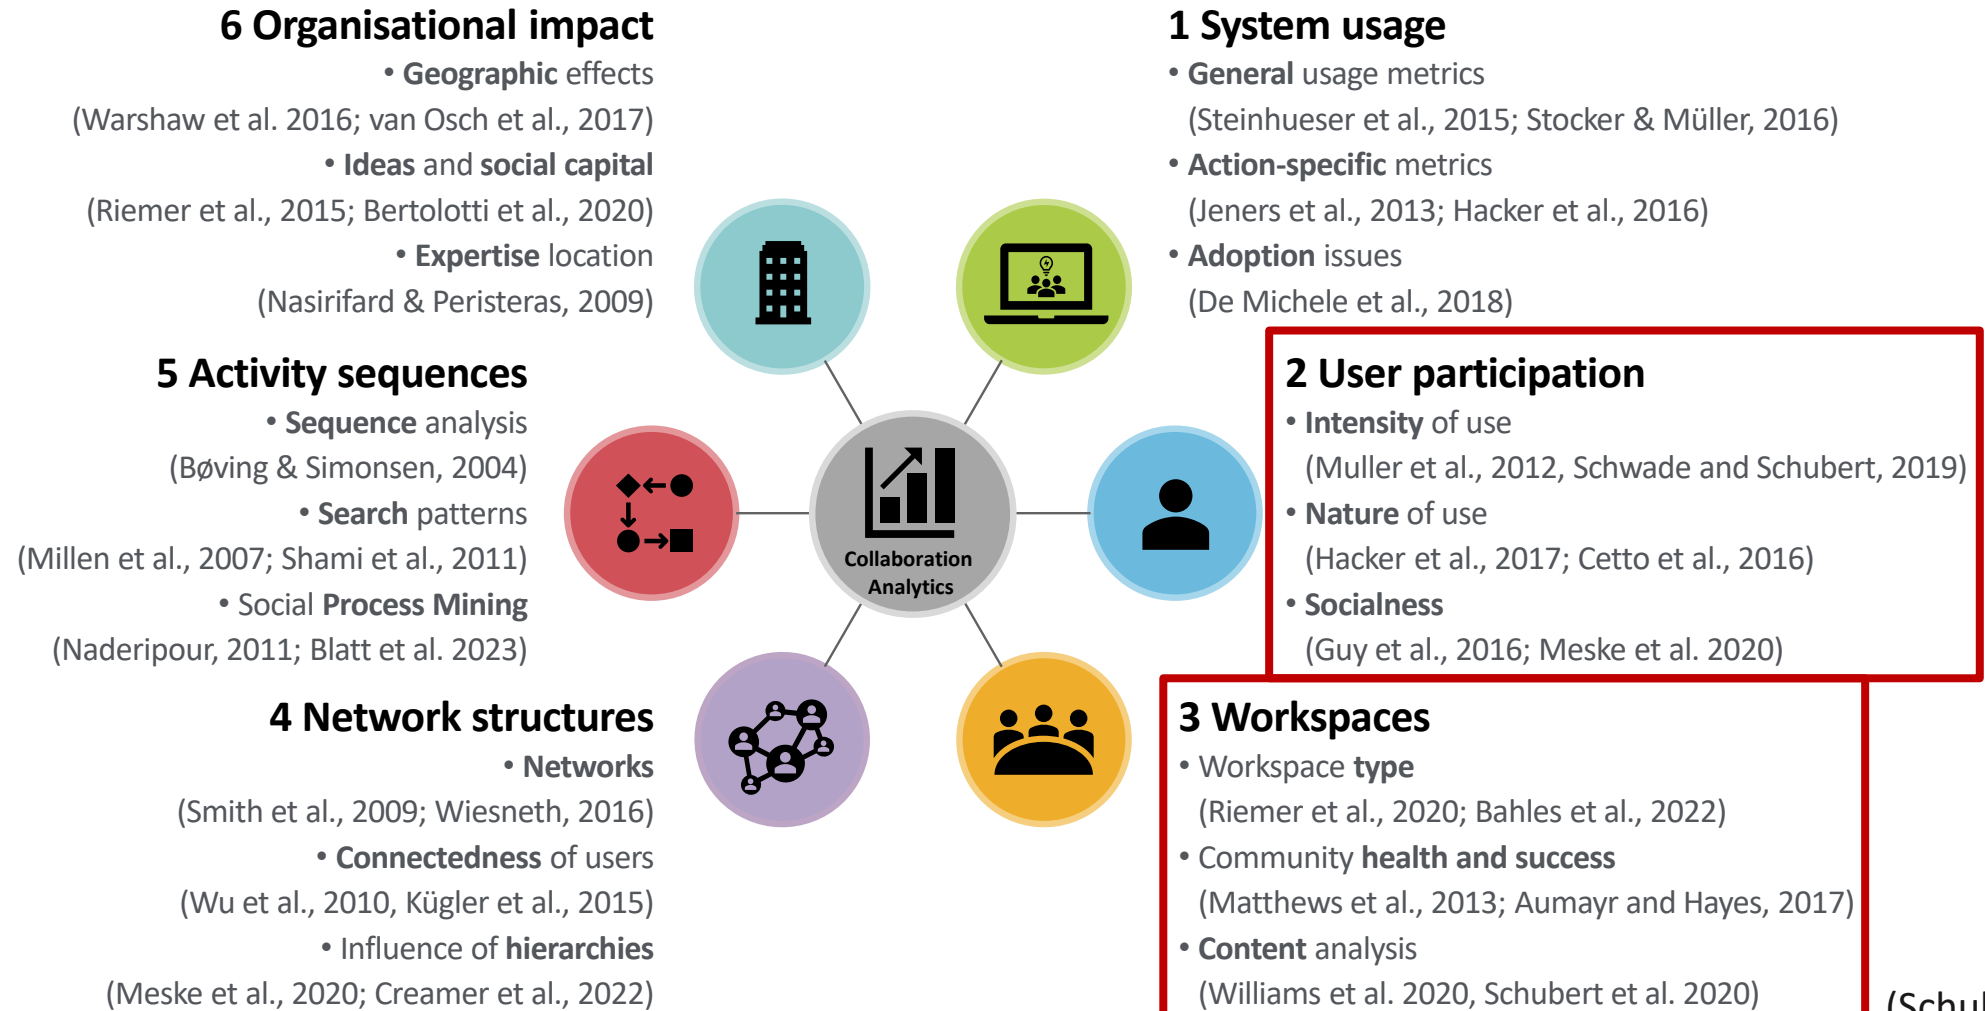 6 Organisational impact
• Geographic effects
(Warshaw et al. 2016; van Osch et al., 2017)
• Ideas and social capital
(Riemer et al., 2015; Bertolotti et al., 2020)
• Expertise location
(Nasirifard & Peristeras, 2009)
1 System usage
• General usage metrics
(Steinhueser et al., 2015; Stocker & Müller, 2016)
• Action-specific metrics
(Jeners et al., 2013; Hacker et al., 2016)
• Adoption issues
(De Michele et al., 2018)
5 Activity sequences
• Sequence analysis
(Bøving & Simonsen, 2004)
• Search patterns
(Millen et al., 2007; Shami et al., 2011)
• Social Process Mining
(Naderipour, 2011; Blatt et al. 2023)
Collaboration
Analytics
2 User participation
• Intensity of use
(Muller et al., 2012, Schwade and Schubert, 2019)
• Nature of use
(Hacker et al., 2017; Cetto et al., 2016)
• Socialness
(Guy et al., 2016; Meske et al. 2020)
4 Network structures
• Networks
(Smith et al., 2009; Wiesneth, 2016)
• Connectedness of users
(Wu et al., 2010, Kügler et al., 2015)
• Influence of hierarchies
(Meske et al., 2020; Creamer et al., 2022)
3 Workspaces
• Workspace type
(Riemer et al., 2020; Bahles et al., 2022)
• Community health and success
(Matthews et al., 2013; Aumayr and Hayes, 2017)
• Content analysis
(Williams et al. 2020, Schubert et al. 2020)